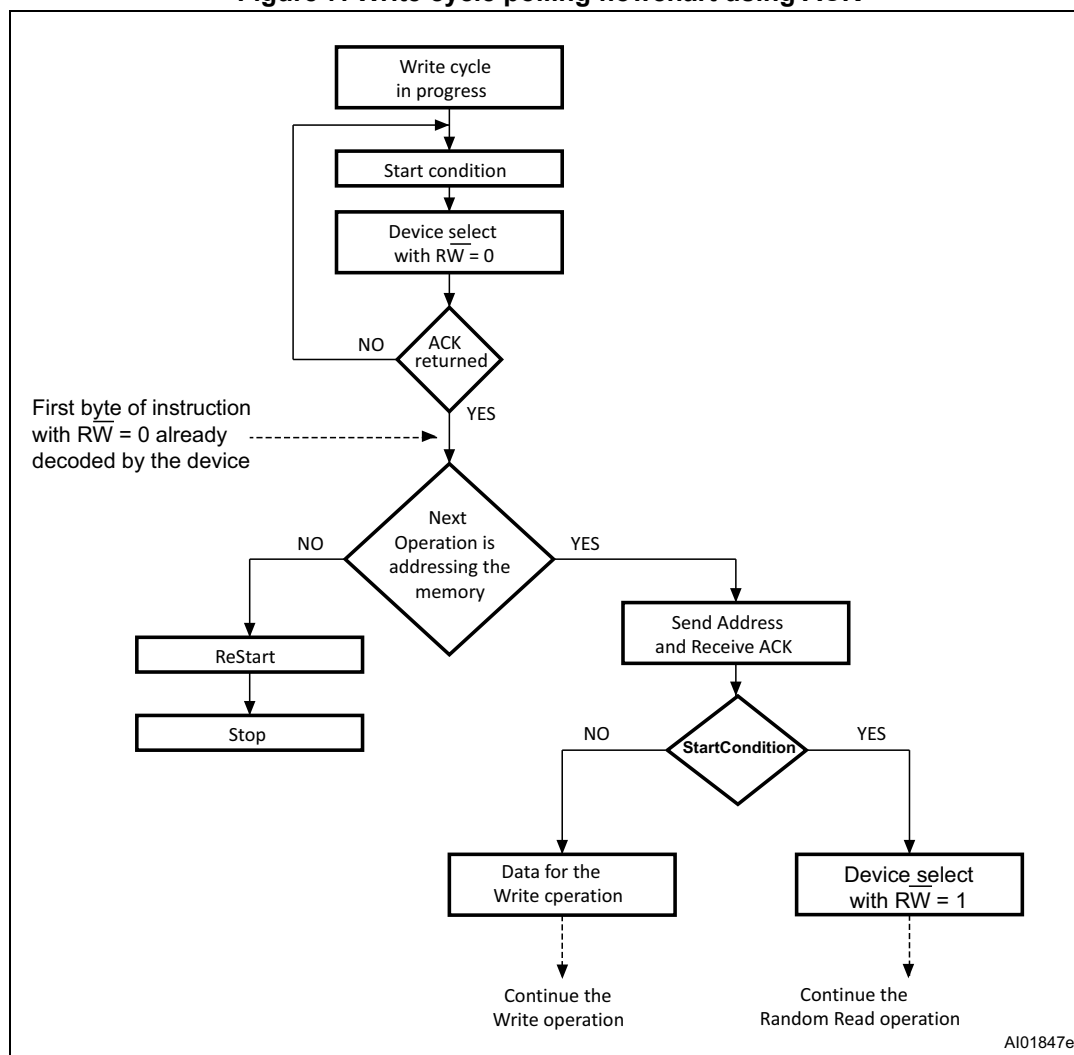 Write cycle polling flowchart using ACK
Write cycle
in progress
Start condition
Device select
with RW̅ = 0
ACK
returned
NO
YES
First byte of instruction
with RW̅ = 0 already
decoded by the device
Next
Operation is
addressing the
memory
NO
YES
Send Address
and Receive ACK
ReStart
Stop
StartCondition
NO
YES
Data for the
Write cperation
Device select
with RW̅ = 1
Continue the
Write operation
Continue the
Random Read operation
AI01847e